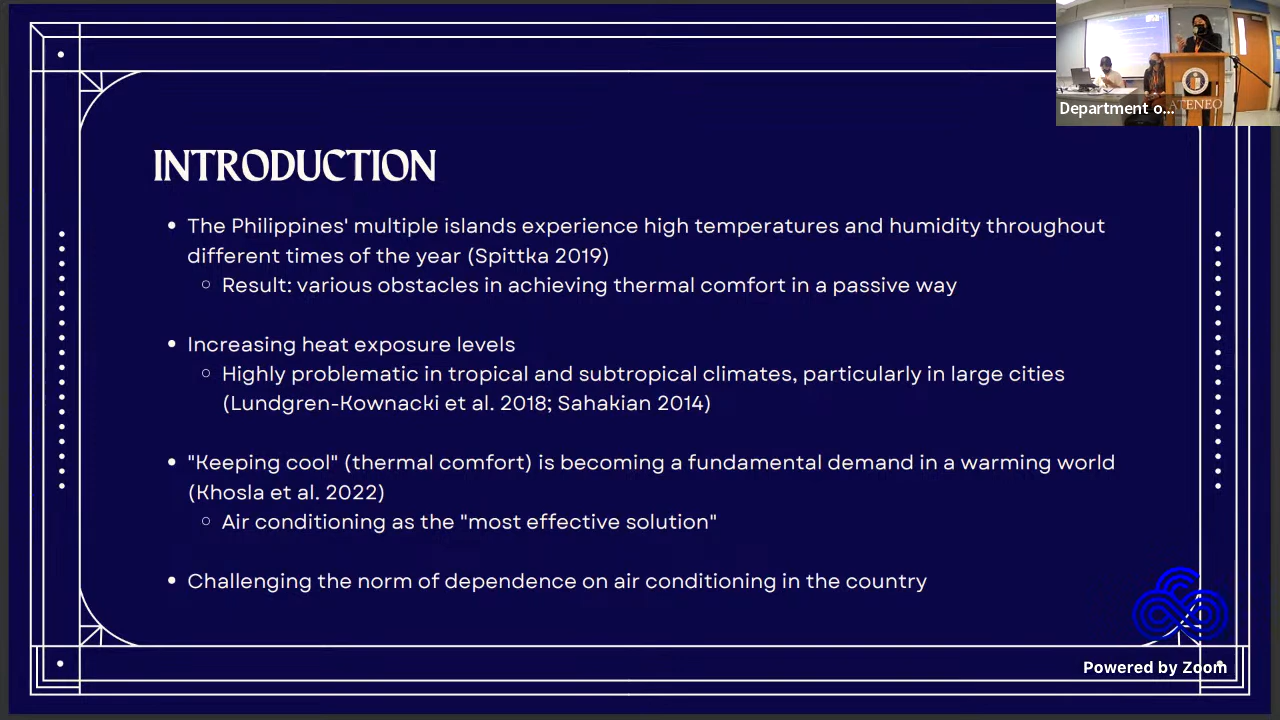 INTRODUCTION
The Philippines' multiple islands experience high temperatures and humidity throughout
different times of the year (Spittka 2019)
Result: various obstacles in achieving thermal comfort in a passive way
Increasing heat exposure levels
Highly problematic in tropical and subtropical climates, particularly in large cities
(Lundgren-Kownacki et al. 2018; Sahakian 2014)
"Keeping cool" (thermal comfort) is becoming a fundamental demand in a warming world
(Khosla et al. 2022)
Air conditioning as the "most effective solution"
Challenging the norm of dependence on air conditioning in the country
ATENEO
Department o...
Powered by Zoom